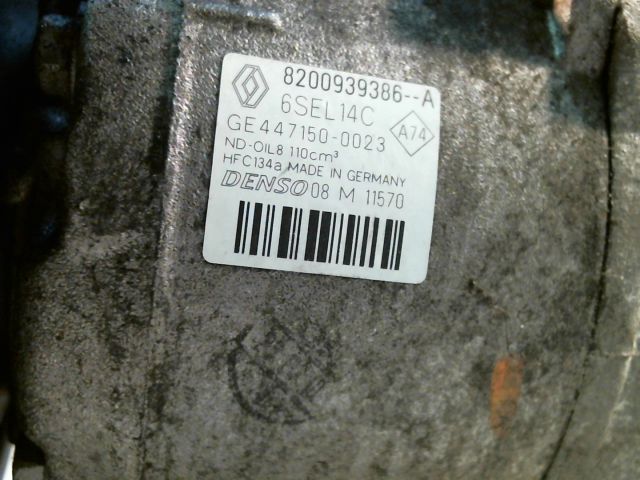 8200939386--A
6SEL14C
GE447150-0023
A74
ND-OIL8 110cm³
HFC134a MADE IN GERMANY
DENSO 08 M 11570